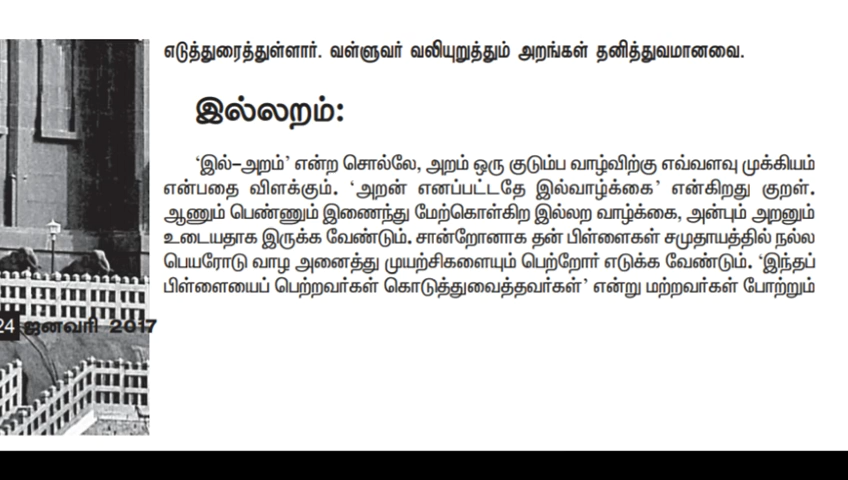 எடுத்துரைத்துள்ளார். வள்ளுவர் வலியுறுத்தும் அறங்கள் தனித்துவமானவை.
இல்லறம்:
‘இல்–அறம்’ என்ற சொல்லே, அறம் ஒரு குடும்ப வாழ்விற்கு எவ்வளவு முக்கியம்
என்பதை விளக்கும். ‘அறன் எனப்பட்டதே இல்வாழ்க்கை’ என்கிறது குறள்.
ஆணும் பெண்ணும் இணைந்து மேற்கொள்கிற இல்லற வாழ்க்கை, அன்பும் அறனும்
உடையதாக இருக்க வேண்டும். சான்றோனாக தன் பிள்ளைகள் சமுதாயத்தில் நல்ல
பெயரோடு வாழ அனைத்து முயற்சிகளையும் பெற்றோர் எடுக்க வேண்டும். ‘இந்தப்
பிள்ளையைப் பெற்றவர்கள் கொடுத்துவைத்தவர்கள்’ என்று மற்றவர்கள் போற்றும்
24 ஜனவரி 2017